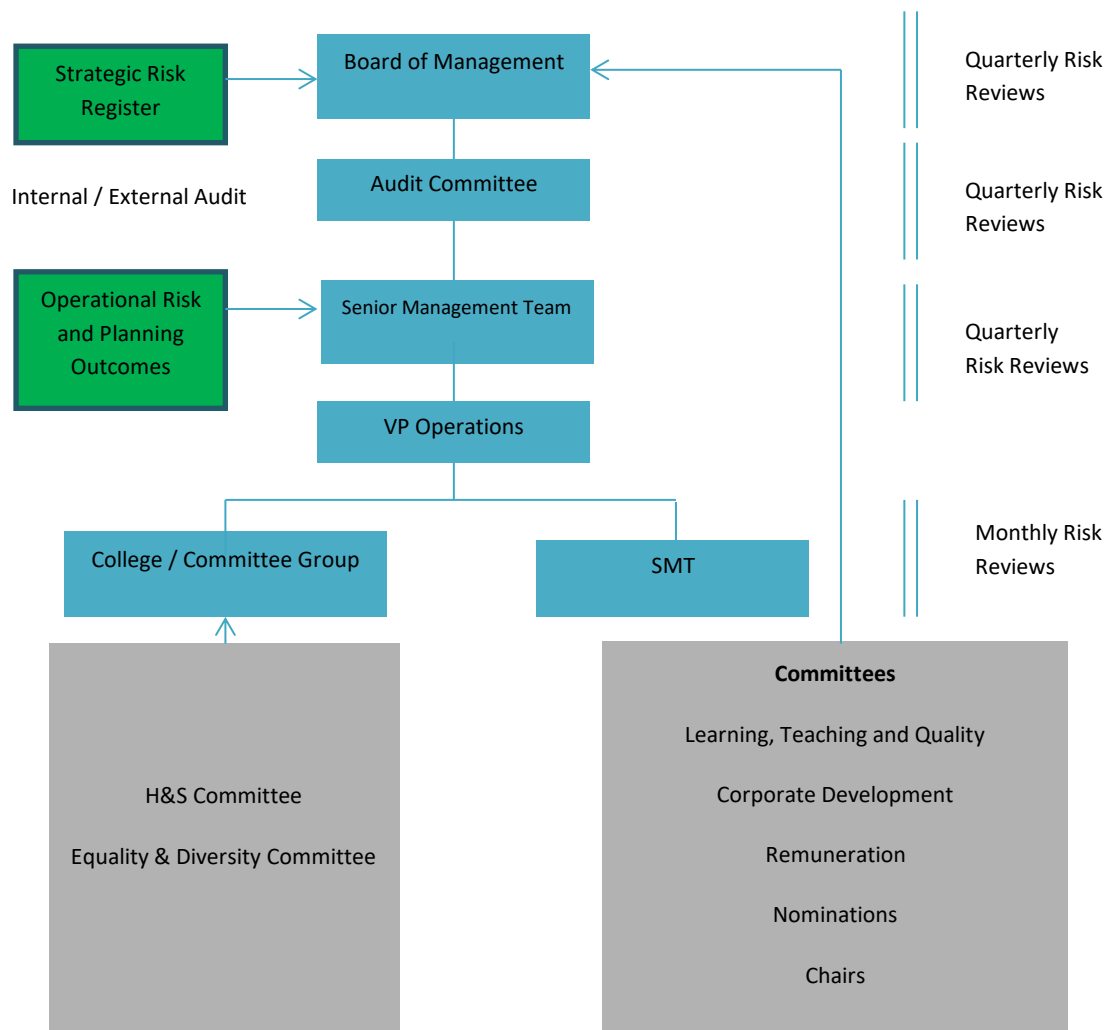 Strategic Risk
Register
Board of Management
Quarterly Risk
Reviews
Internal / External Audit
Audit Committee
Quarterly Risk
Reviews
Operational Risk
and Planning
Outcomes
Senior Management Team
Quarterly
Risk Reviews
VP Operations
College / Committee Group
SMT
Monthly Risk
Reviews
H&S Committee
Equality & Diversity Committee
Committees
Learning, Teaching and Quality
Corporate Development
Remuneration
Nominations
Chairs